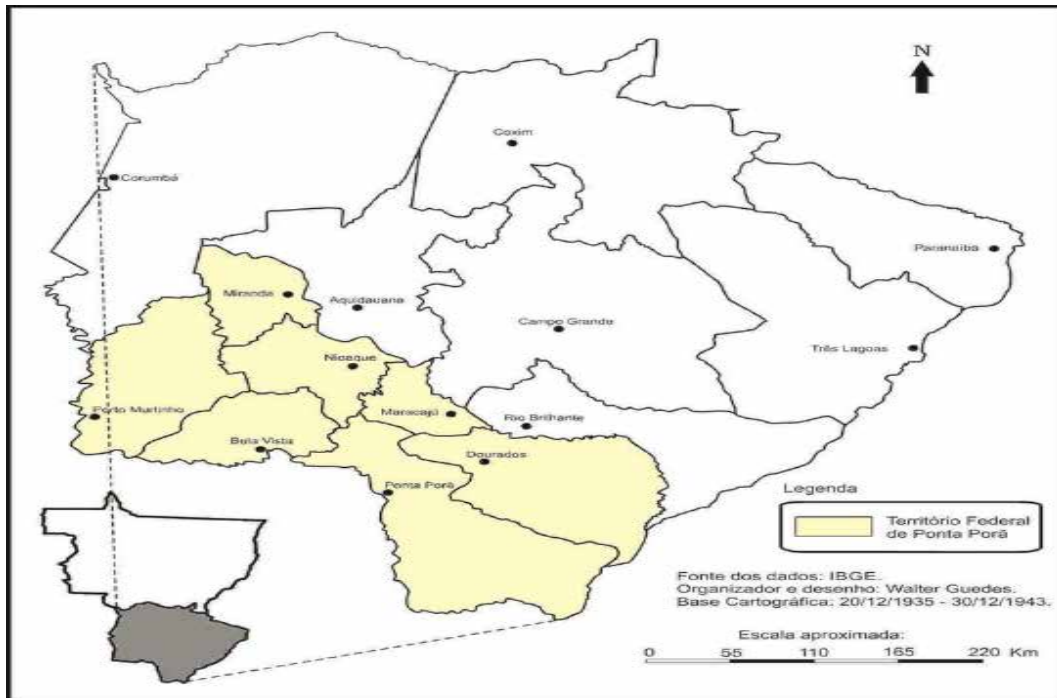 N
Coxim
Corumbá
Paranaíba
Miranda
Aquidauana
Campo Grande
Três Lagoas
Nioaque
Porto Murtinho
Maracajú
Rio Brilhante
Bela Vista
Dourados
Ponta Porã
Legenda
Território Federal
de Ponta Porã
Fonte dos dados: IBGE.
Organizador e desenho: Walter Guedes.
Base Cartográfica: 20/12/1935 - 30/12/1943.
Escala aproximada:
0 55 110 165 220 Km